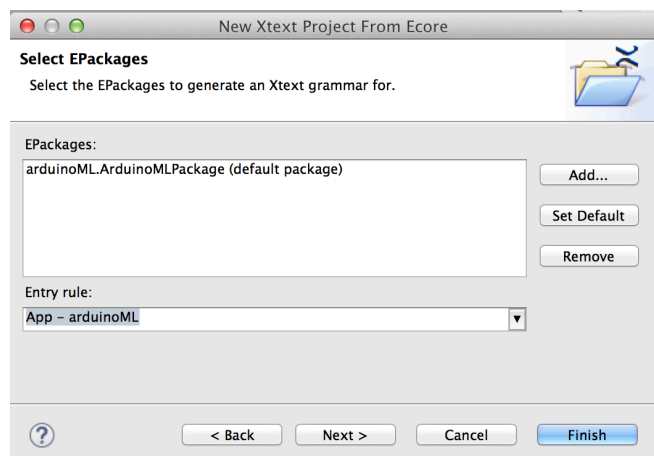 New Xtext Project From Ecore
Select EPackages
Select the EPackages to generate an Xtext grammar for.
EPackages:
arduinoML.ArduinoMLPackage (default package)
Add...
Set Default
Remove
Entry rule:
App – arduinoML
?
< Back
Next >
Cancel
Finish